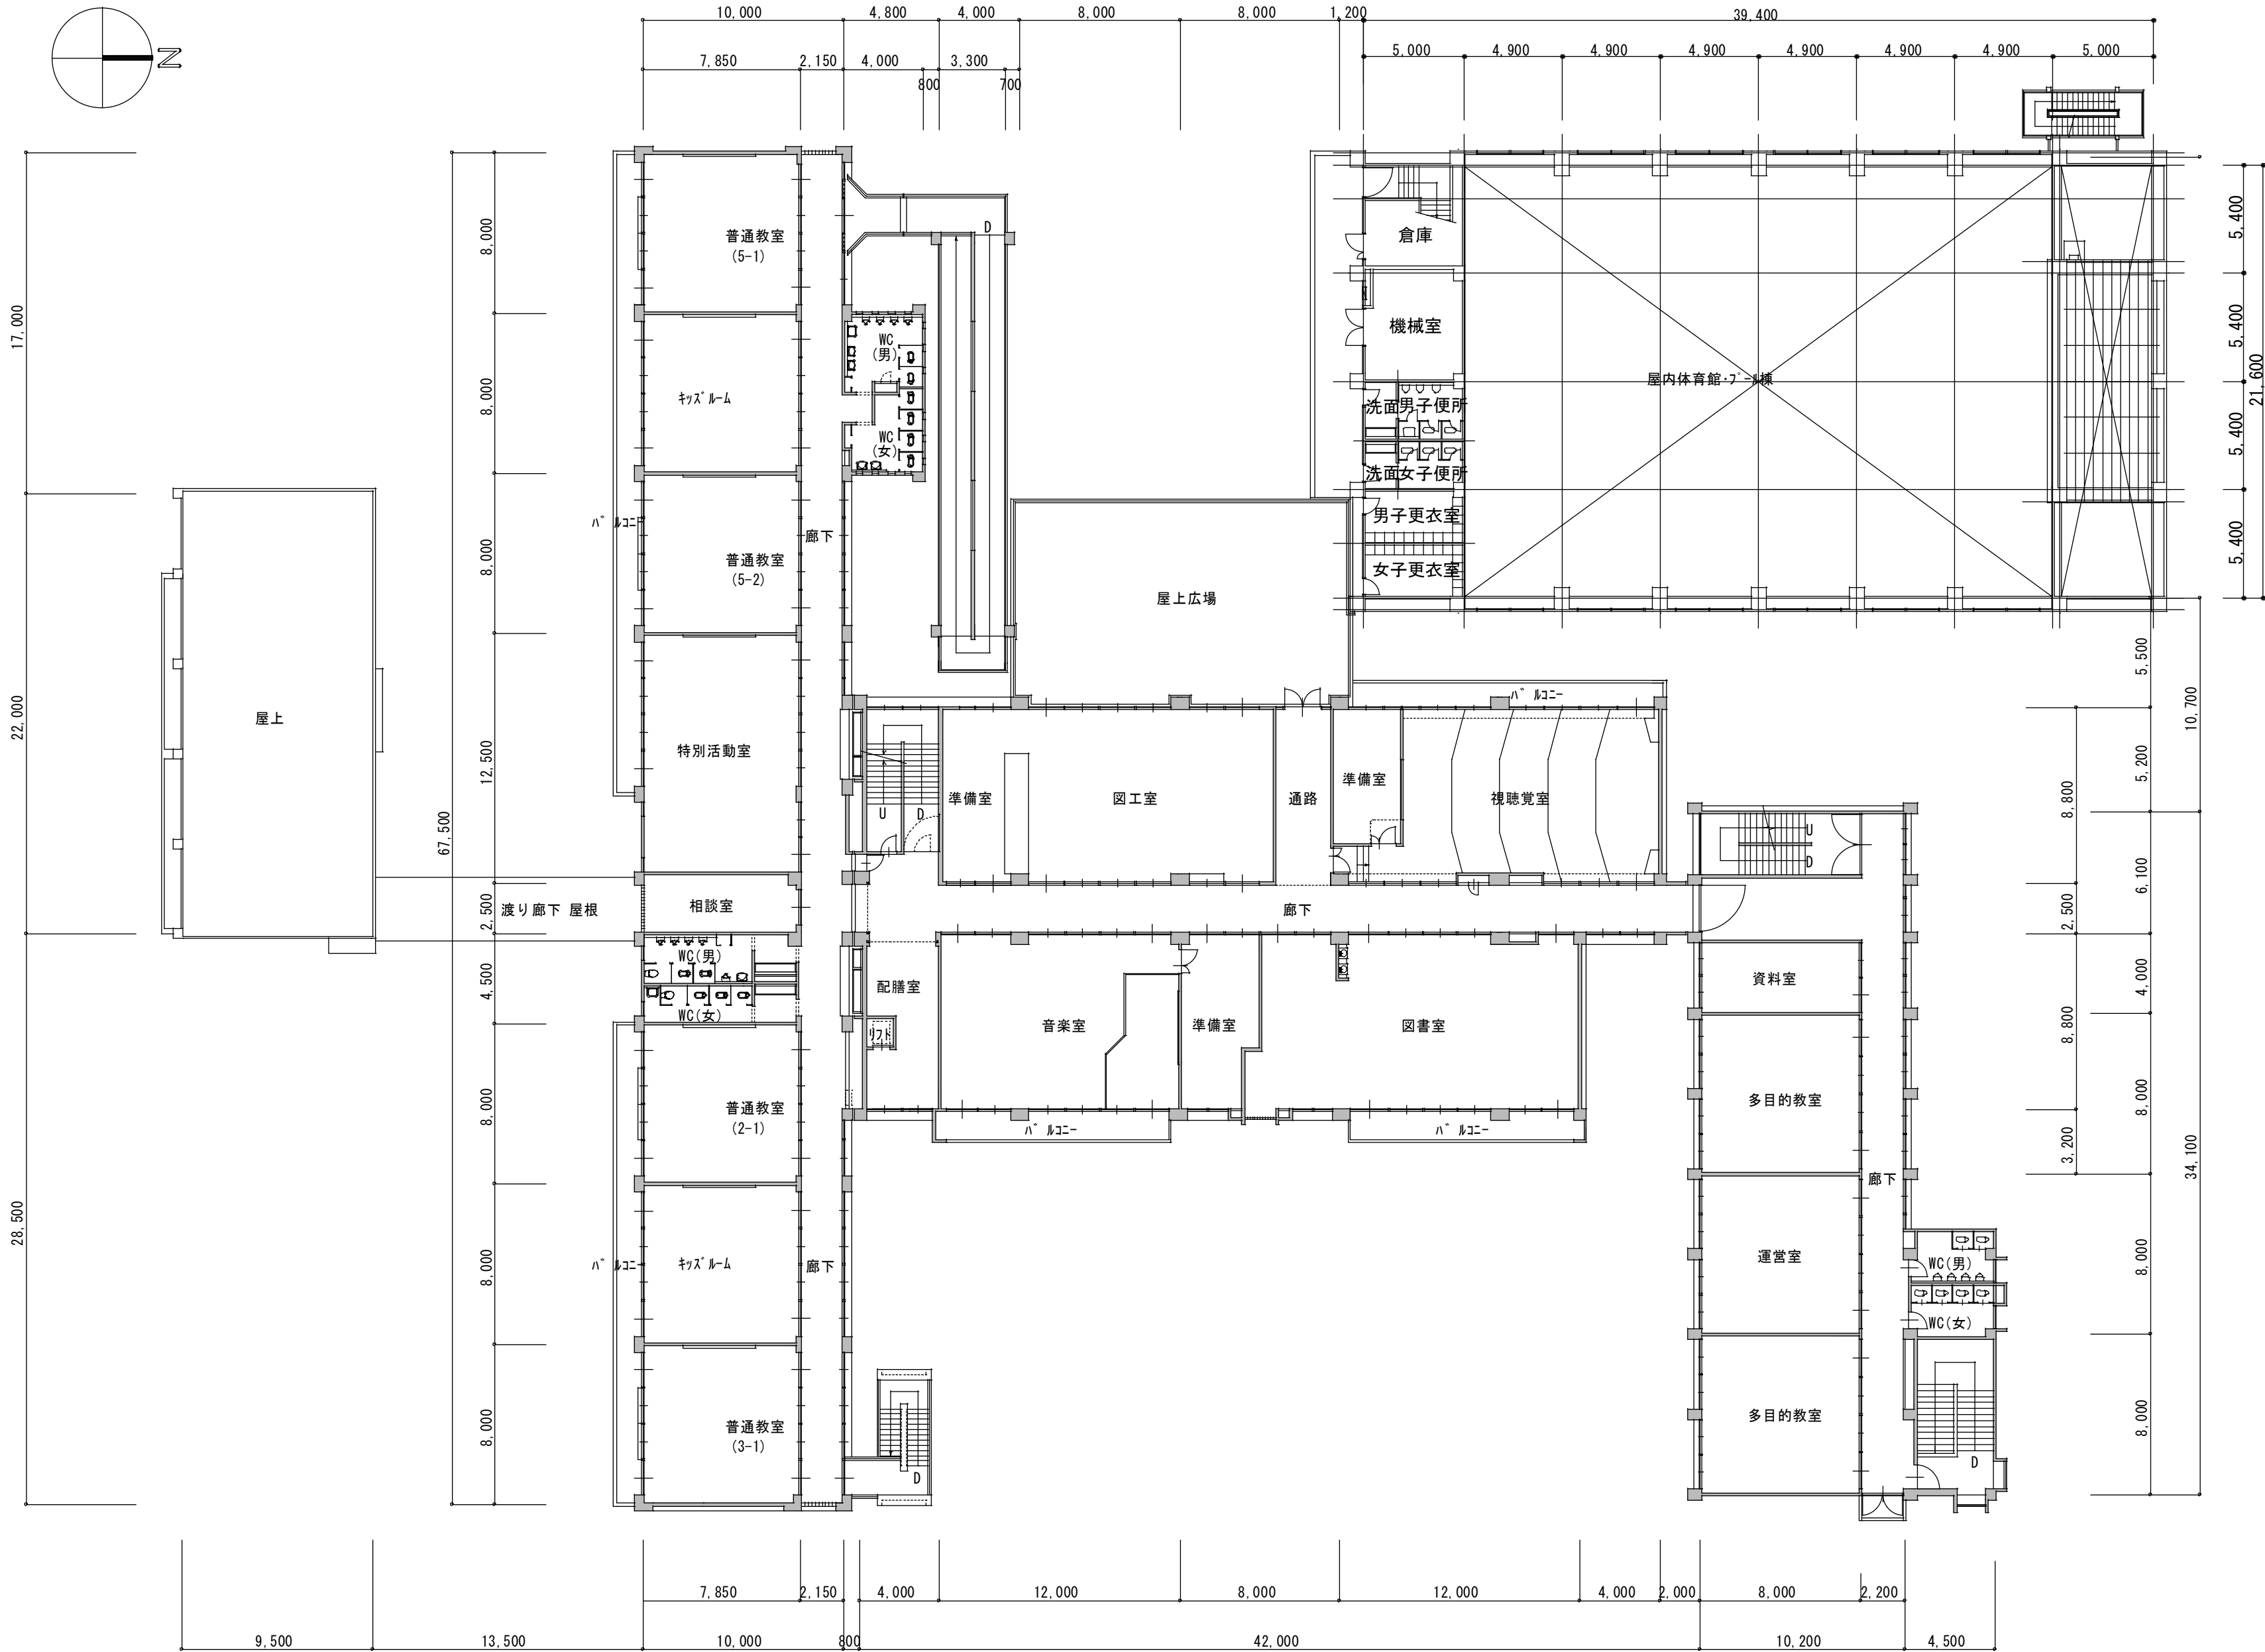 N
10,000
4,800
4,000
8,000
8,000
1,200
39,400
7,850
2,150
4,000
3,300
800
700
5,000
4,900
4,900
4,900
4,900
4,900
4,900
5,000
17,000
22,000
28,500
67,500
8,000
8,000
8,000
12,500
2,500
4,500
8,000
8,000
8,000
普通教室
(5-1)
D
倉庫
機械室
屋内体育館・プール棟
WC
(男)
キッズルーム
WC
(女)
洗面 男子便所
洗面 女子便所
男子更衣室
女子更衣室
バルコニー
廊下
普通教室
(5-2)
屋上広場
屋上
特別活動室
バルコニー
準備室
図工室
通路
準備室
視聴覚室
U
D
U
D
渡り廊下 屋根
相談室
廊下
WC(男)
WC(女)
配膳室
リフト
音楽室
準備室
図書室
資料室
普通教室
(2-1)
多目的教室
バルコニー
バルコニー
廊下
バルコニー
キッズルーム
廊下
運営室
WC(男)
WC(女)
普通教室
(3-1)
D
多目的教室
D
5,400
5,400
5,400
5,400
21,600
5,500
10,700
5,200
8,800
6,100
2,500
4,000
8,800
8,000
3,200
34,100
8,000
8,000
7,850
2,150
4,000
12,000
8,000
12,000
4,000
2,000
8,000
2,200
9,500
13,500
10,000
800
42,000
10,200
4,500